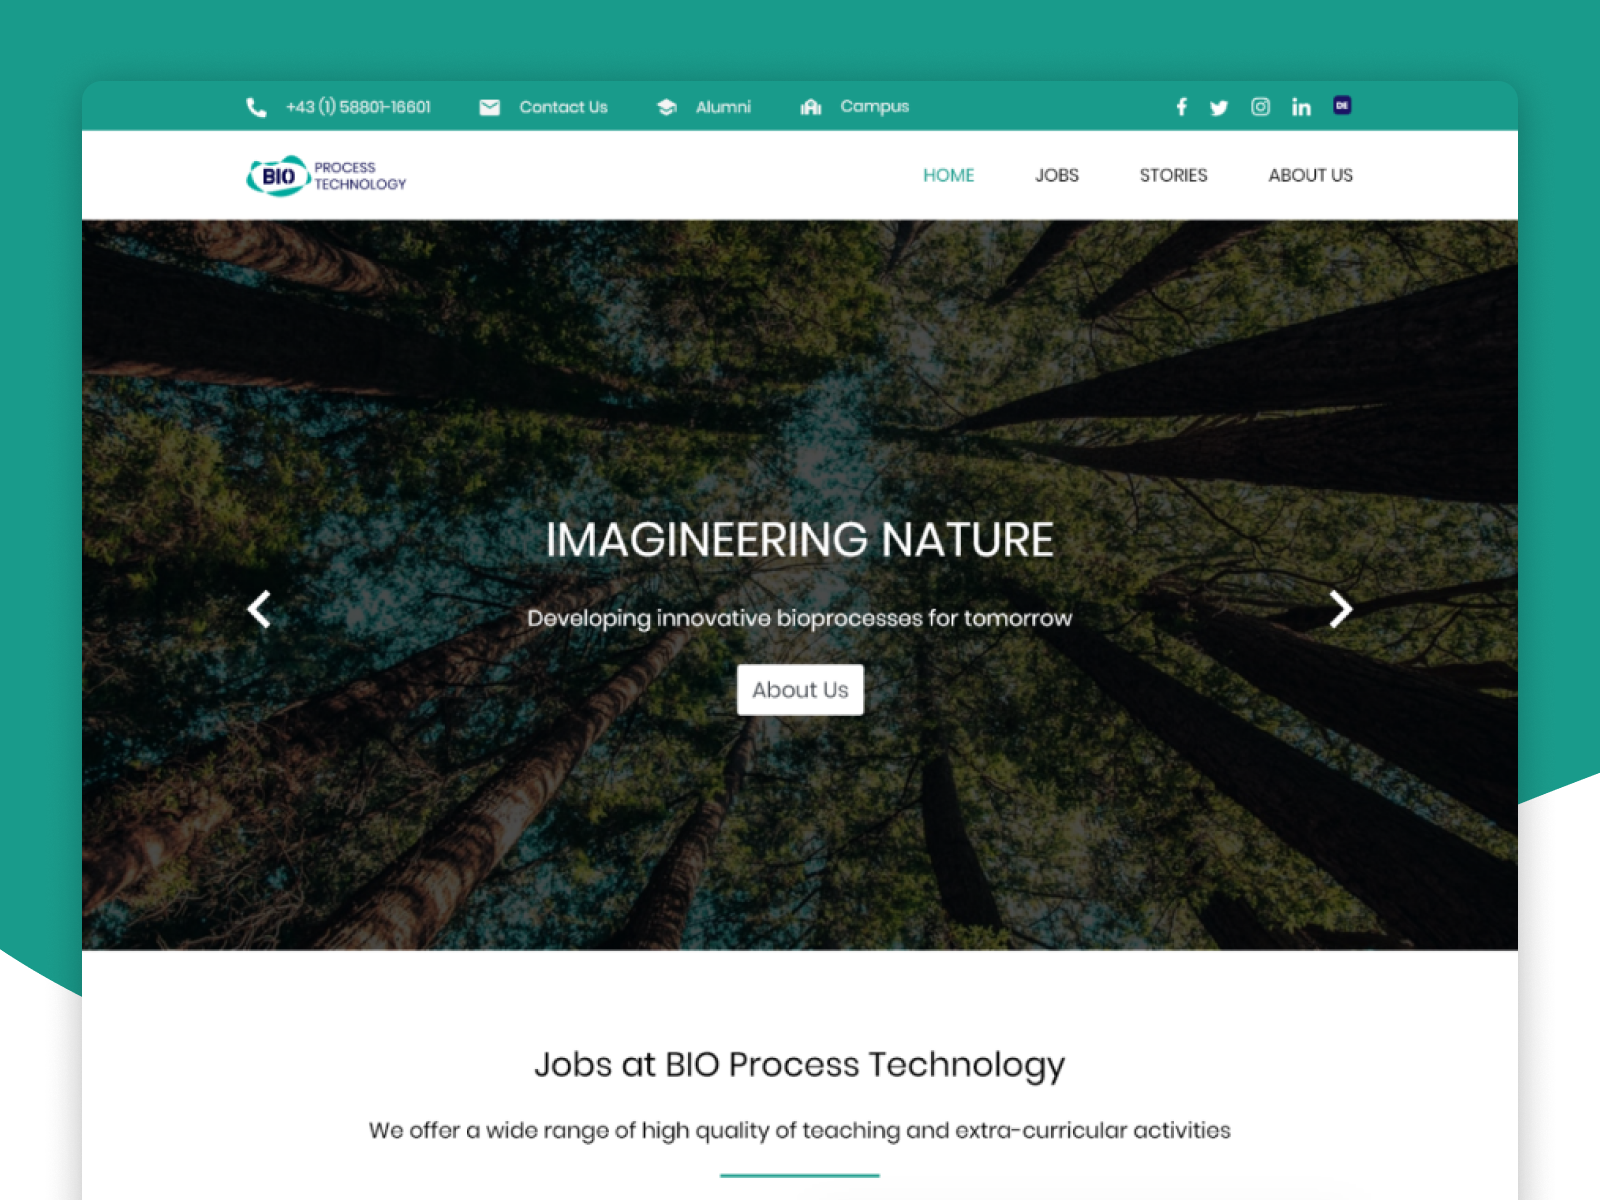 +43 (1) 58801-16601 Contact Us Alumni Campus DE
BIO PROCESS TECHNOLOGY
HOME JOBS STORIES ABOUT US
IMAGINEERING NATURE
Developing innovative bioprocesses for tomorrow
About Us
Jobs at BIO Process Technology
We offer a wide range of high quality of teaching and extra-curricular activities